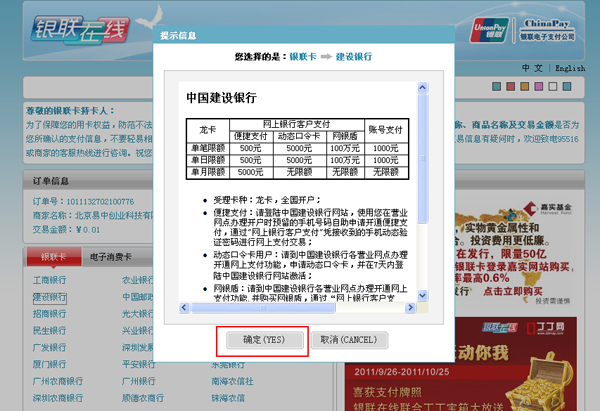 银联在线
UnionPay
银联
ChinaPay
银联电子支付公司
中 文 | English
提示信息
您选择的是：银联卡 建设银行
中国建设银行
龙卡 网上银行客户支付 账号支付
便捷支付 动态口令卡 网银盾
单笔限额 500元 5000元 100万元 1000元
单日限额 500元 5000元 100万元 1000元
单月限额 5000元 无限额 无限额 无限额
受理卡种：龙卡，全国开户；
便捷支付：请登陆中国建设银行网站，使用您在营业
网点办理开户时预留的手机号码自助申请开通便捷支
付，通过“网上银行客户支付”凭接收到的手机动态验
证密码进行网上支付交易；
动态口令卡用户：请到中国建设银行各营业网点办理
开通网上支付功能，申请动态口令卡，并在7天内登
陆中国建设银行网站激活；
网银盾：请到中国建设银行各营业网点办理开通网上
支付功能，并购买网银盾，通过“网上银行客户支
确定(YES)
取消(CANCEL)
尊敬的银联卡持卡人：
为了保障您的用卡权益，防范不法
你所确认的支付信息，不要轻易相
或商家的客服热线进行咨询。祝您
称、商品名称及交易金额是否为
易信息有疑问时，欢迎致电95516
订单信息
订单号：1011132702100776
商家名称：北京易中创业科技有
交易金额：￥0.01
银联卡
电子消费卡
工商银行 农业银行
建设银行 中国邮政
招商银行 光大银行
民生银行 兴业银行
广发银行 深圳发展
厦门银行 平安银行 东莞银行
广州农商银行 广州银行 南海农信社
深圳农商银行 顺德农商行 珠海农信
嘉实基金
Harvest Fund
实物黄金属性
投资费用更低廉。
在发行，限量50亿
银联卡登录嘉实网站购买，
率最高0.6%
点击立即购买
投资需谨慎
银联在线
丁丁网
动你我
2011/9/26-2011/10/25
喜获支付牌照
银联在线联合丁丁宝箱大放送